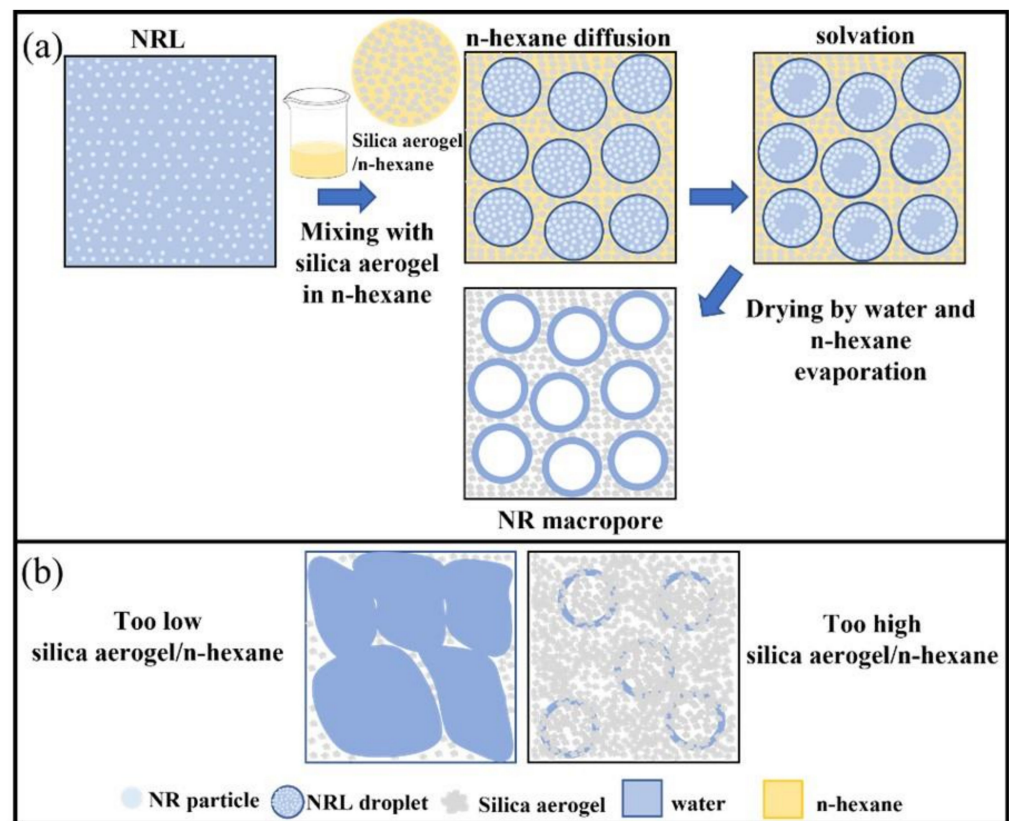 (a)
NRL
Silica aerogel
/n-hexane
Mixing with
silica aerogel
in n-hexane
n-hexane diffusion
solvation
Drying by water and
n-hexane
evaporation
NR macropore
(b)
Too low
silica aerogel/n-hexane
Too high
silica aerogel/n-hexane
NR particle
NRL droplet
Silica aerogel
water
n-hexane